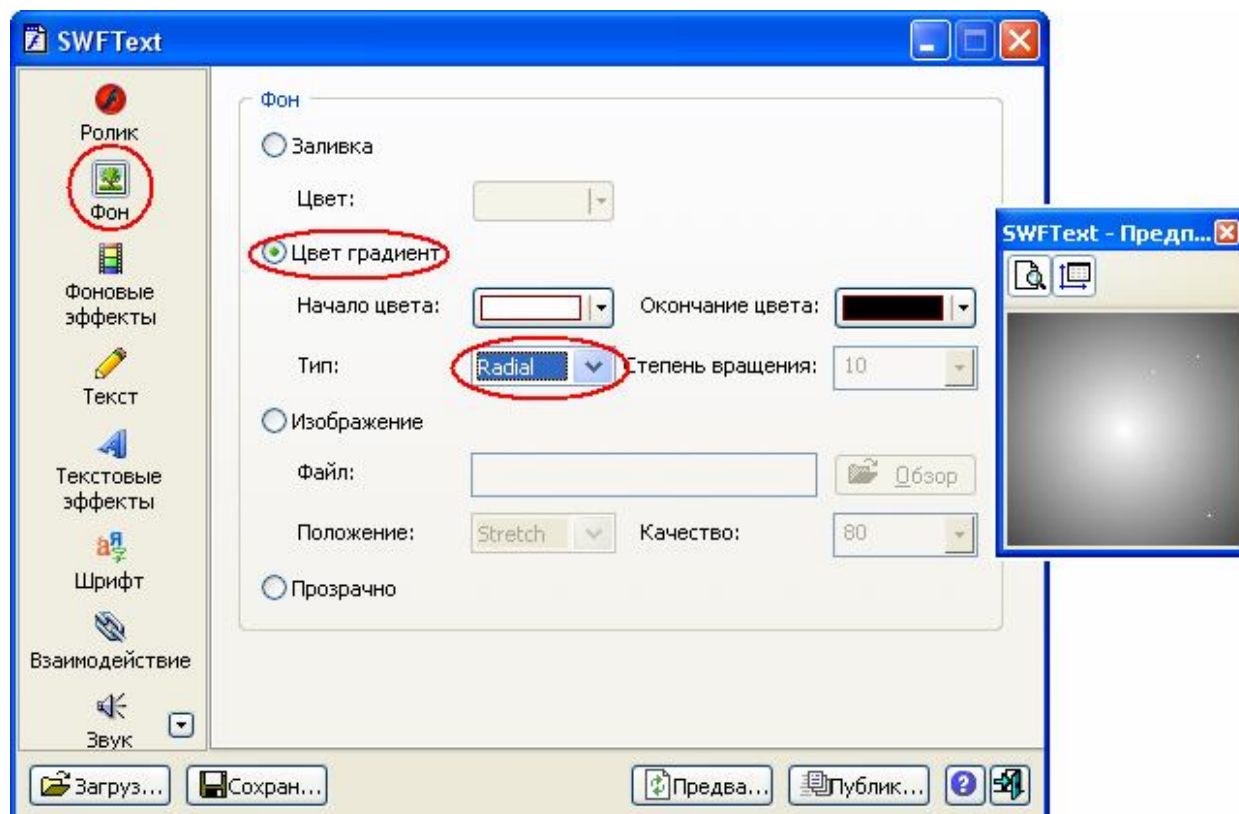 SWFText
Ролик
Фон
Фоновые
эффекты
Текст
Текстовые
эффекты
Шрифт
Взаимодействие
Звук
Фон
Заливка
Цвет:
Цвет градиент
Начало цвета:
Окончание цвета:
Тип:
Radial
Степень вращения:
10
Изображение
Файл:
Обзор
Положение:
Stretch
Качество:
80
Прозрачно
SWFText - Предп...
Загруз...
Сохран...
Предва...
Публик...